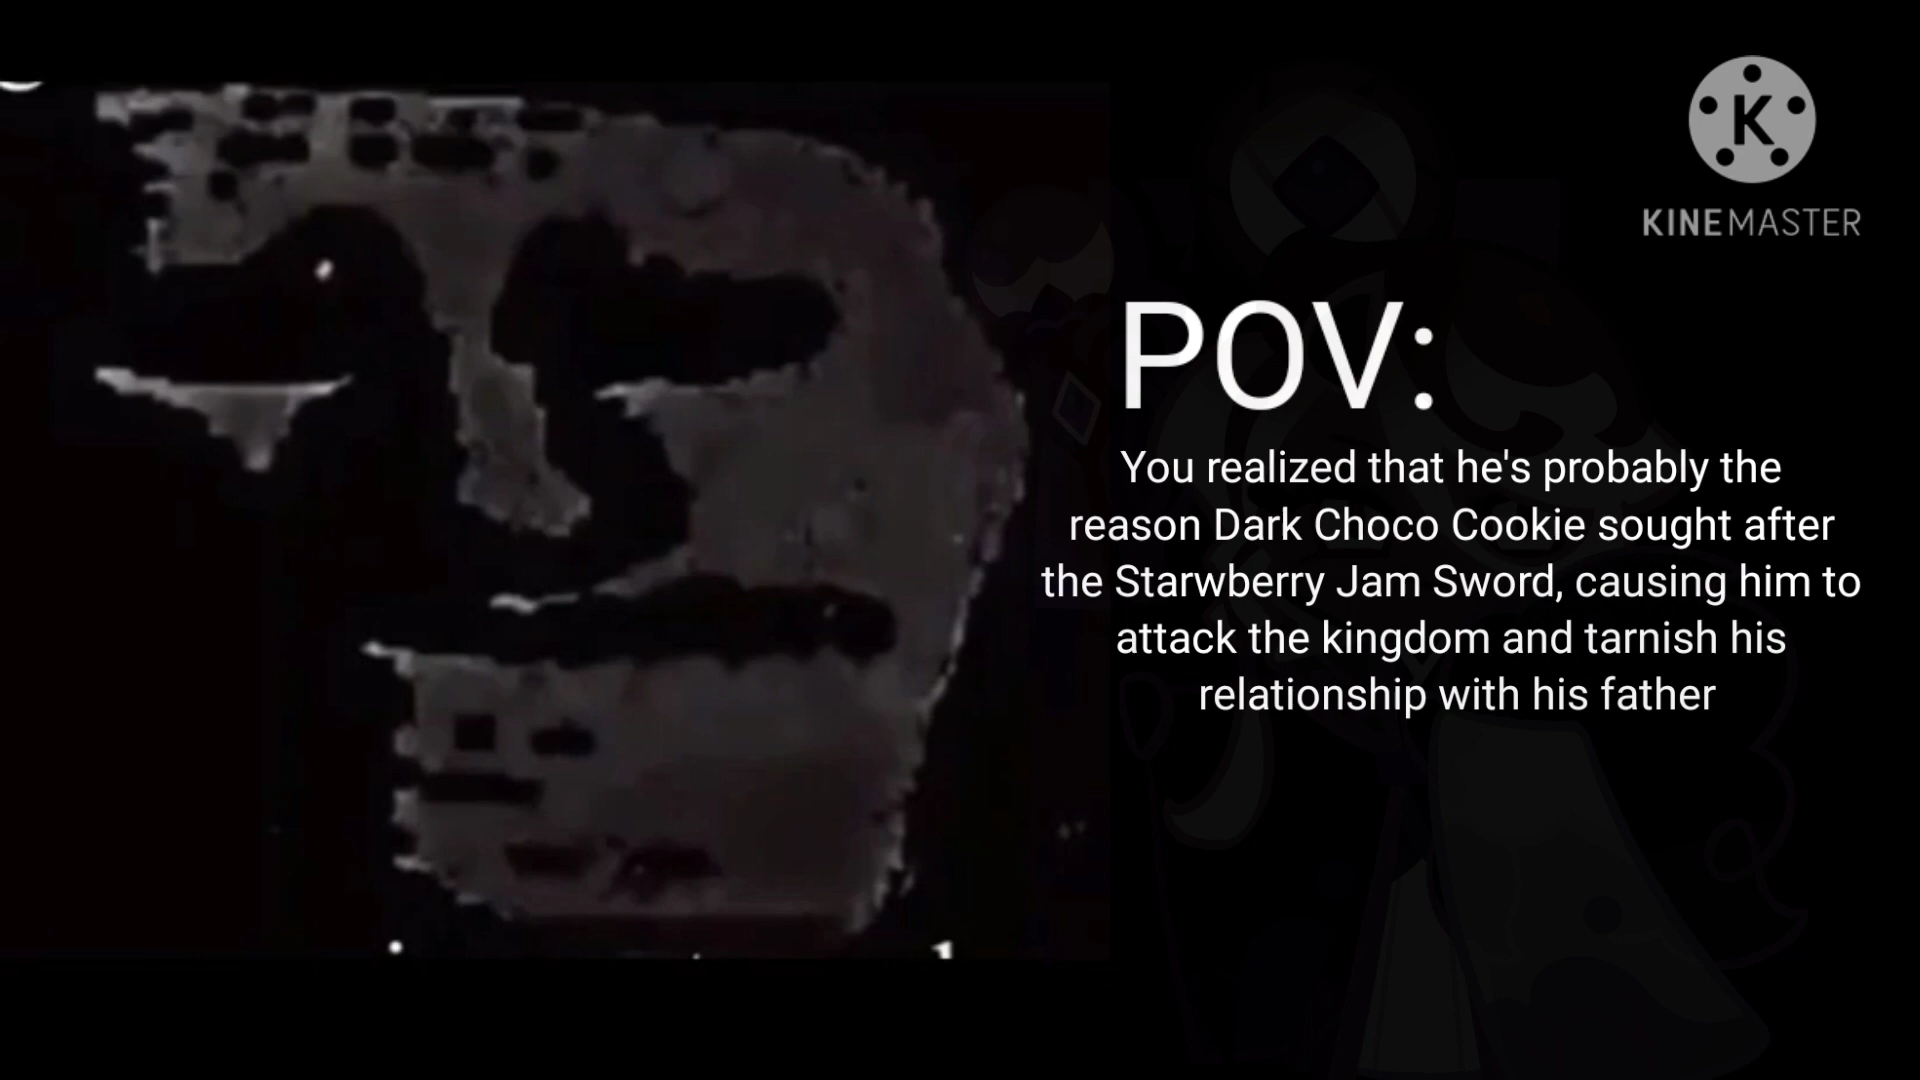 K
KINEMASTER
POV:
You realized that he's probably the
reason Dark Choco Cookie sought after
the Starwberry Jam Sword, causing him to
attack the kingdom and tarnish his
relationship with his father